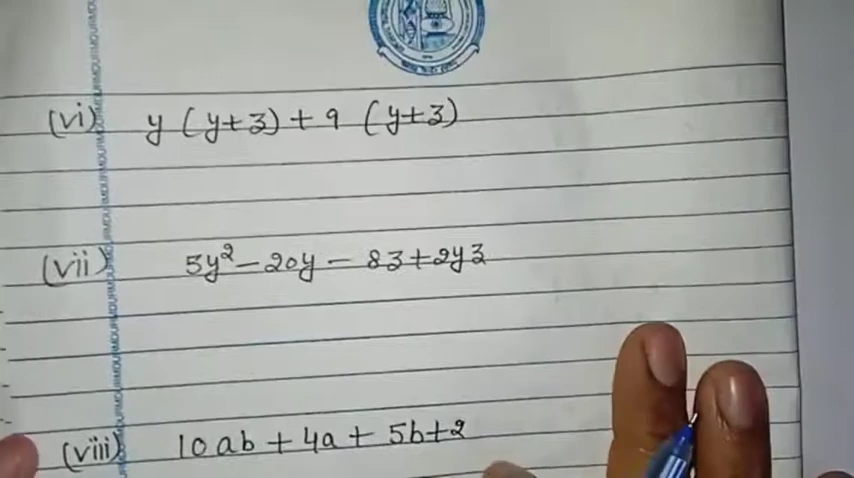 (vi) y (y+z) + 9 (y+z)
(vii) 5y² − 20y − 8z + 2yz
(viii) 10ab + 4a + 5b + 2